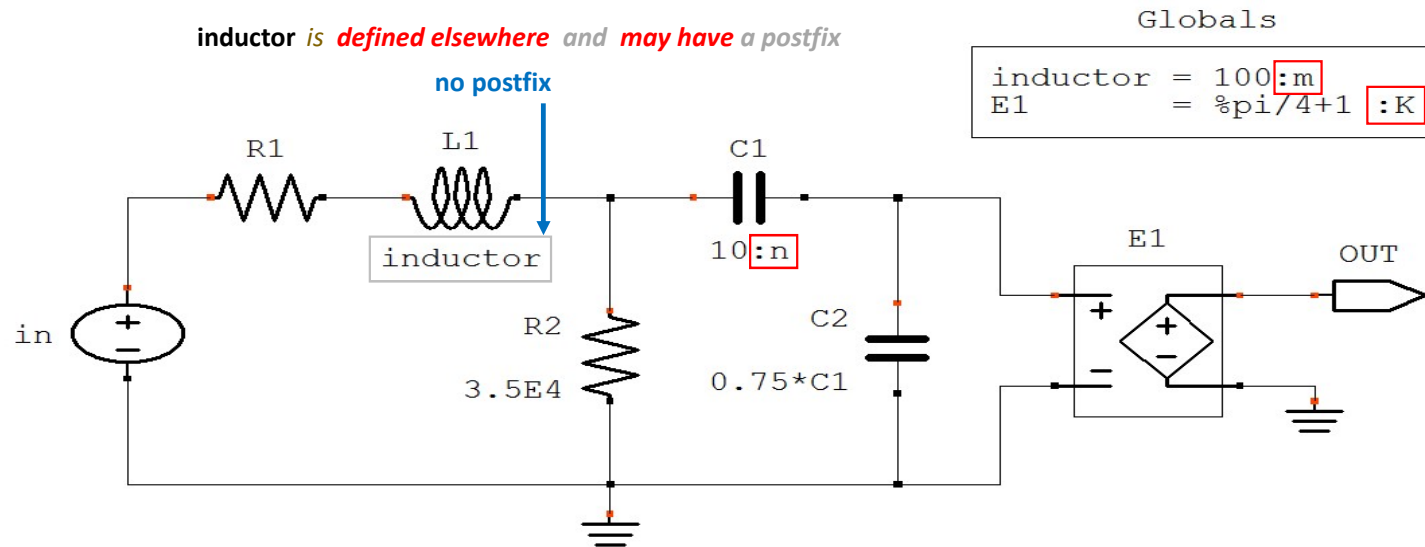 Globals
inductor is defined elsewhere and may have a postfix
no postfix
inductor = 100:m
E1 = %pi/4+1 :K
R1
L1
C1
inductor
10:n
E1
OUT
in
R2
C2
3.5E4
0.75*C1